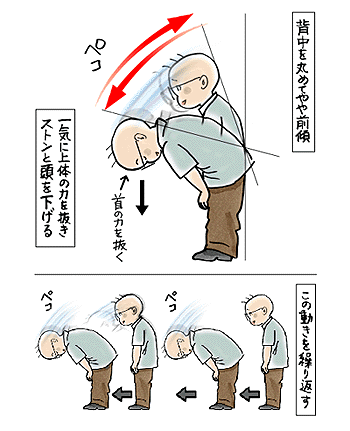 背中を丸めてやや前傾
ペコ
一気に上体の力を抜き
ストンと頭を下げる
首の力を抜く
この動きを繰り返す
ペコ
ペコ